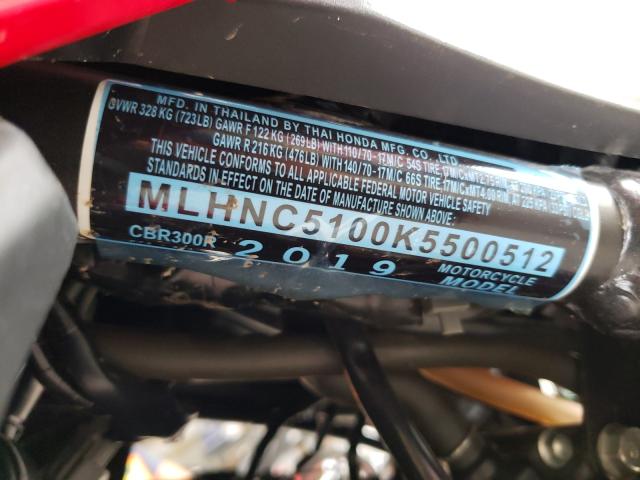 MFD. IN THAILAND BY THAI HONDA MFG. CO., LTD.
GVWR 328 KG (723LB) GAWR F 122 KG (269LB) WITH 110/70-17M/C 54S TIRE 17M/C
GAWR R 216 KG (476LB) WITH 140/70-17M/C 66S TIRE 17M/C
THIS VEHICLE CONFORMS TO ALL APPLICABLE FEDERAL MOTOR VEHICLE SAFETY
STANDARDS IN EFFECT ON THE DATE OF MANUFACTURE SHOWN ABOVE:
MLHNC5100K5500512
CBR300R 2019 MOTORCYCLE
MODEL